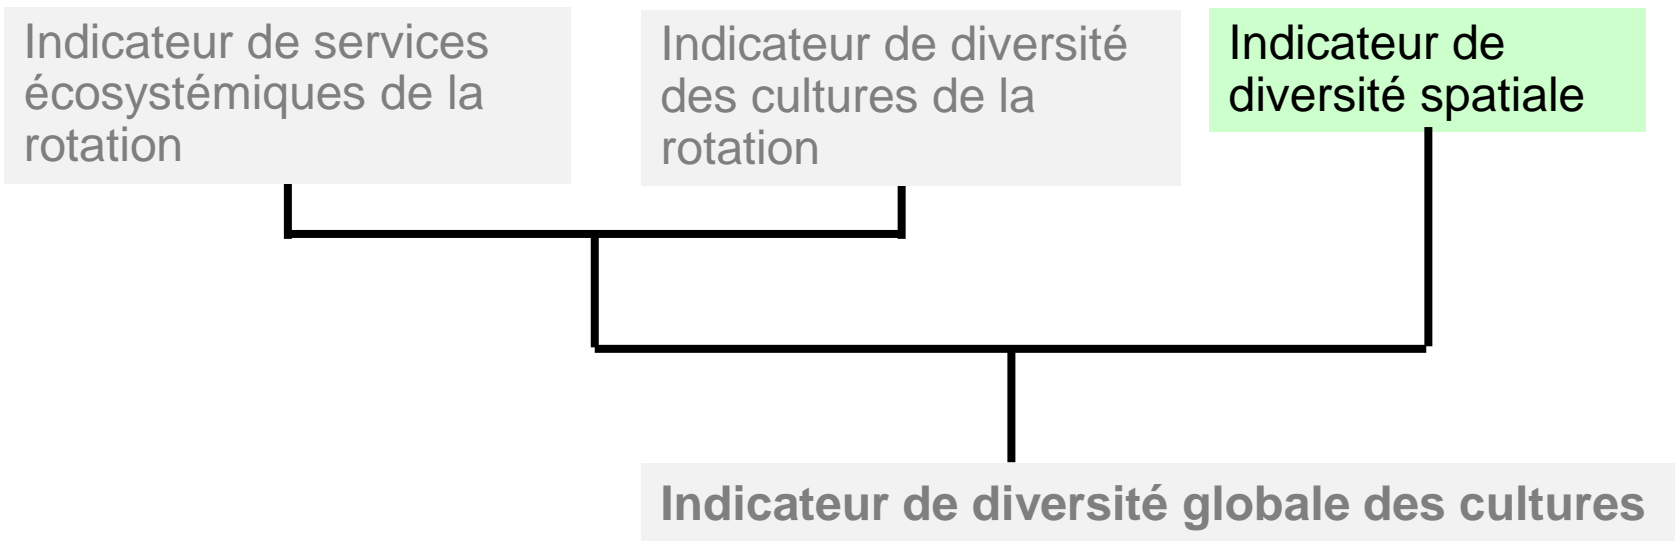 Indicateur de services
écosystémiques de la
rotation
Indicateur de diversité
des cultures de la
rotation
Indicateur de
diversité spatiale
Indicateur de diversité globale des cultures